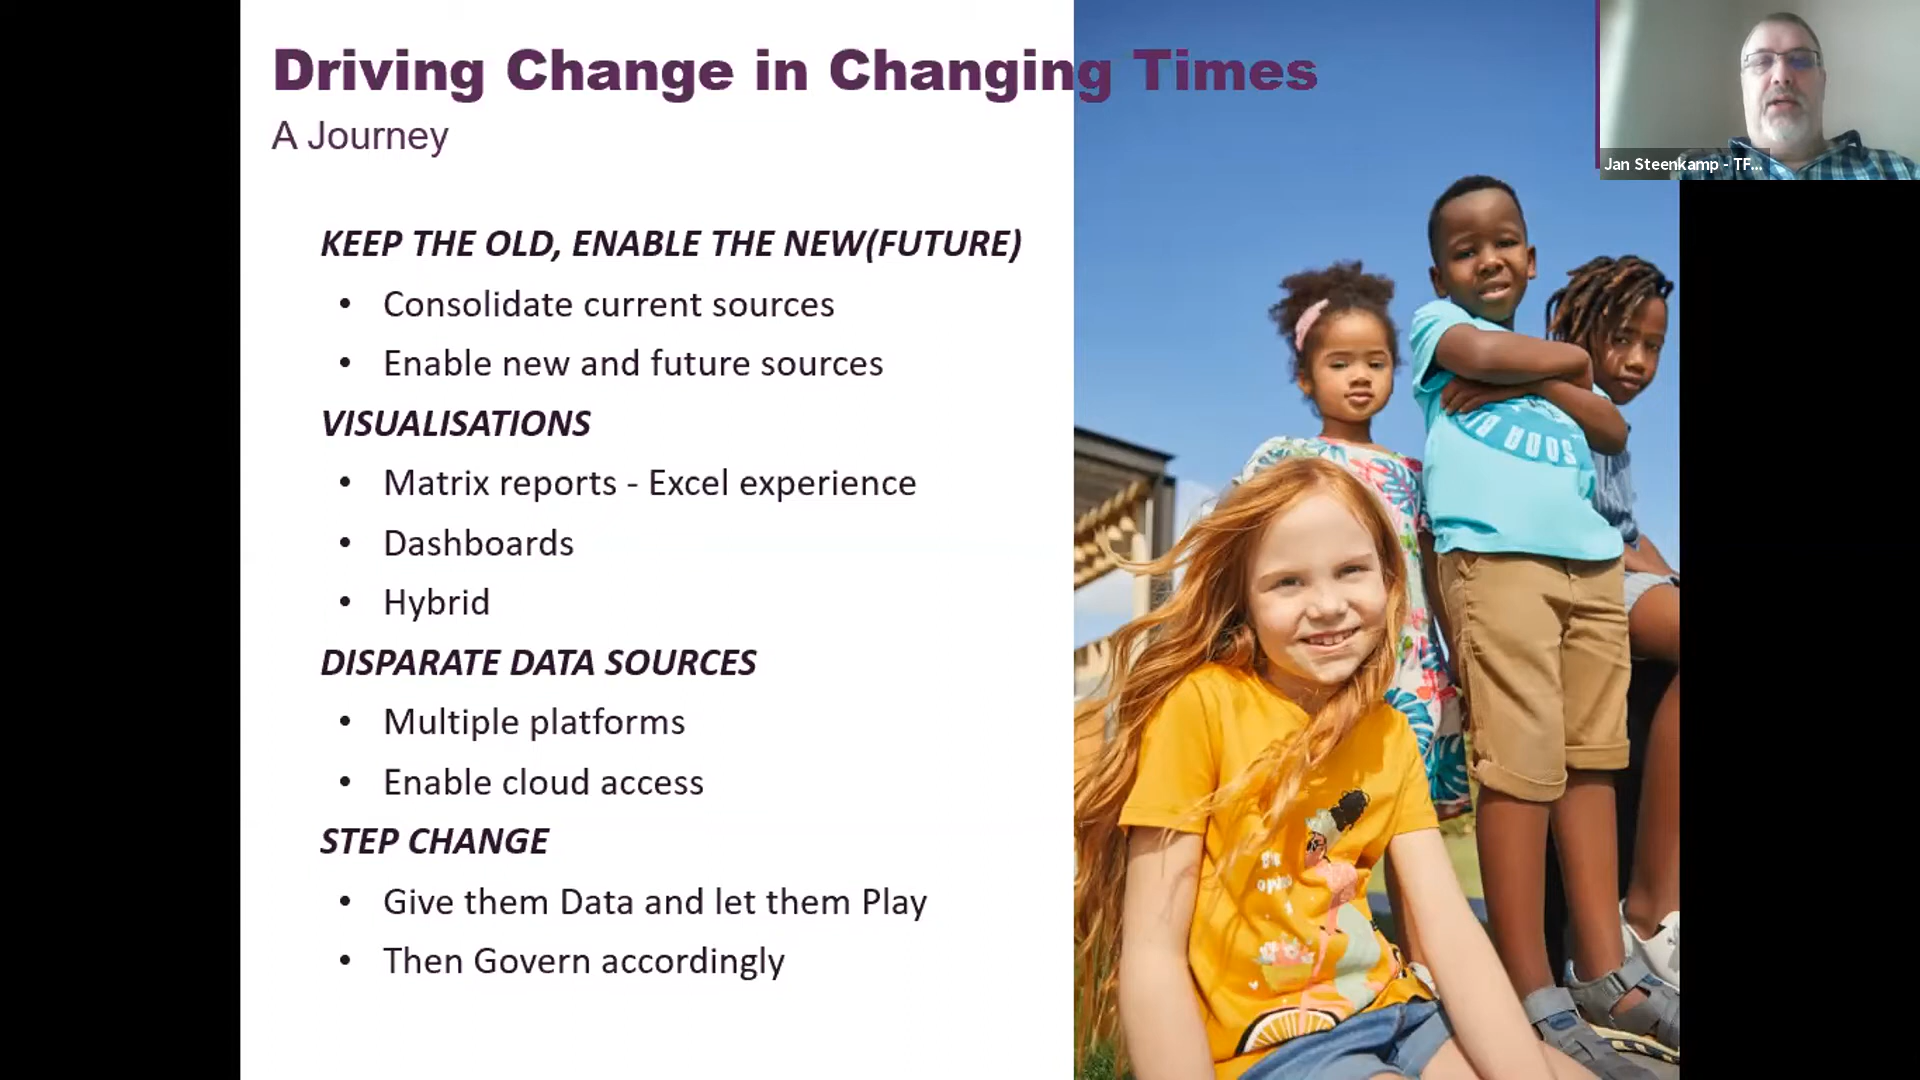 Driving Change in Changing Times
A Journey
KEEP THE OLD, ENABLE THE NEW(FUTURE)
• Consolidate current sources
• Enable new and future sources
VISUALISATIONS
• Matrix reports - Excel experience
• Dashboards
• Hybrid
DISPARATE DATA SOURCES
• Multiple platforms
• Enable cloud access
STEP CHANGE
• Give them Data and let them Play
• Then Govern accordingly
Jan Steenkamp - TF...